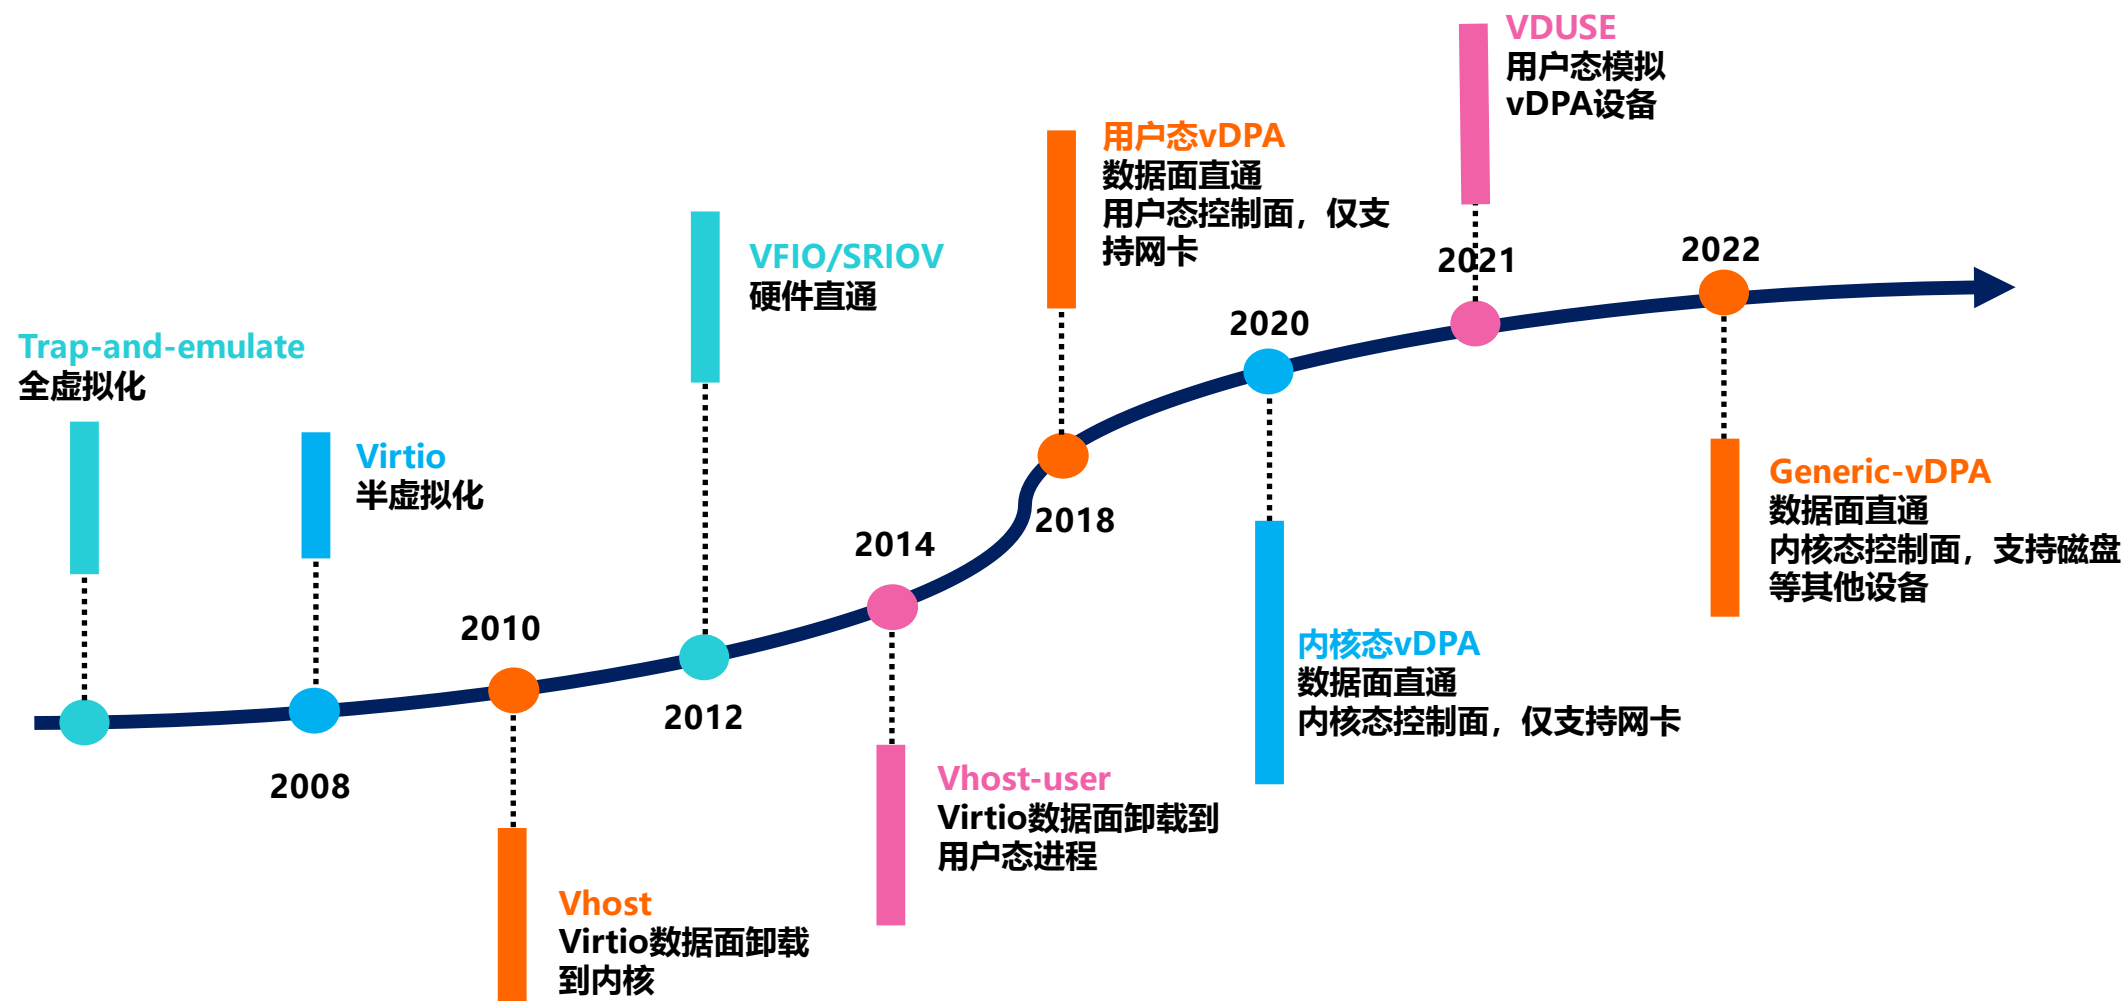 Trap-and-emulate
全虚拟化
Virtio
半虚拟化
2008
2010
Vhost
Virtio数据面卸载
到内核
VFIO/SRIOV
硬件直通
2012
2014
Vhost-user
Virtio数据面卸载到
用户态进程
用户态vDPA
数据面直通
用户态控制面，仅支
持网卡
2018
2020
内核态vDPA
数据面直通
内核态控制面，仅支持网卡
VDUSE
用户态模拟
vDPA设备
2021
2022
Generic-vDPA
数据面直通
内核态控制面，支持磁盘
等其他设备